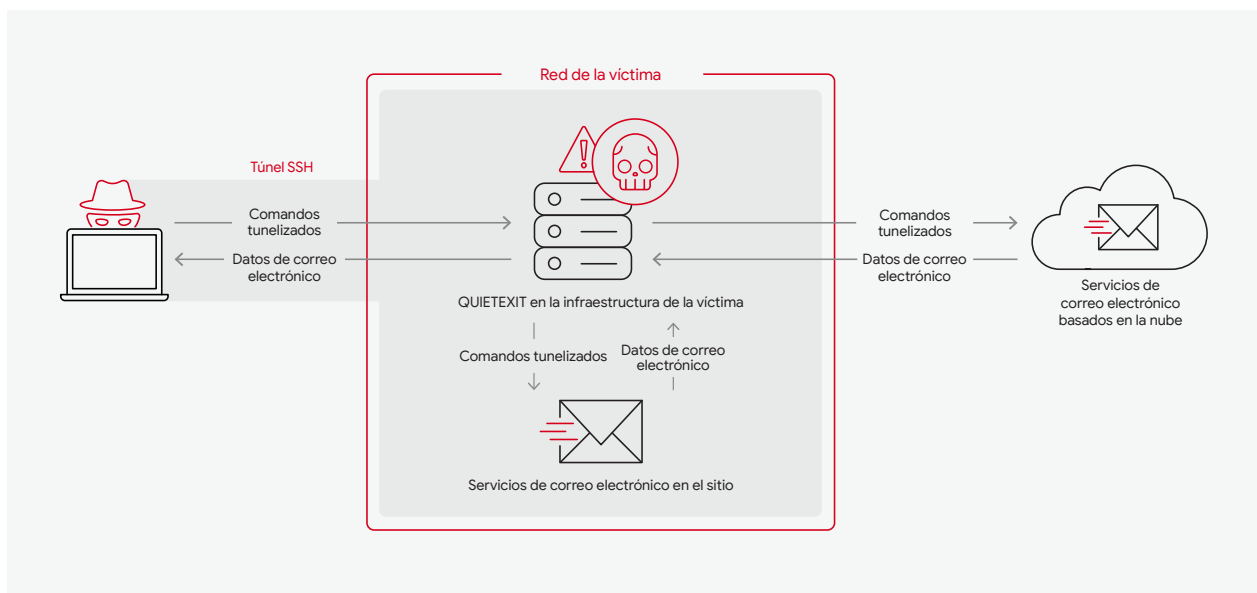 Red de la víctima
Túnel SSH
Comandos
tunelizados
Datos de correo
electrónico
QUIETEXIT en la infraestructura de la víctima
Comandos
tunelizados
Datos de correo
electrónico
Servicios de
correo electrónico
basados en la nube
Comandos tunelizados
Datos de correo
electrónico
Servicios de correo electrónico en el sitio